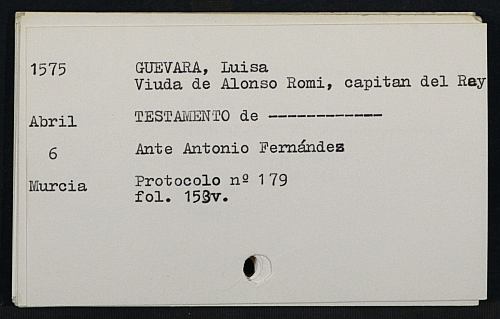 1575 GUEVARA, Luisa
Viuda de Alonso Romi, capitan del Rey
Abril TESTAMENTO de ------------
6 Ante Antonio Fernández
Murcia Protocolo nº 179
fol. 153v.